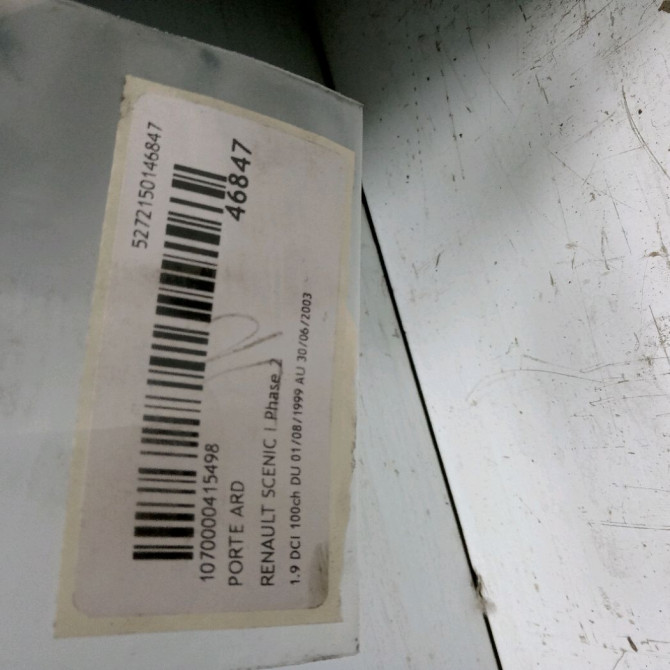 5272150146847
46847
1070000415498
PORTE ARD
RENAULT SCENIC I Phase 2
1.9 DCI 100ch DU 01/08/1999 AU 30/06/2003